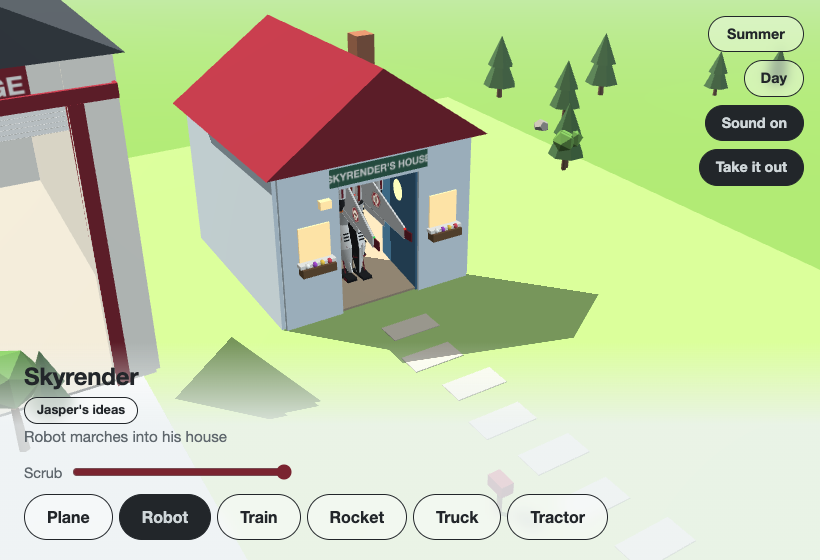 Summer
GE
Day
Sound on
SKYRENDER'S HOUSE
Take it out
Skyrender
Jasper's ideas
Robot marches into his house
Scrub
Plane
Robot
Train
Rocket
Truck
Tractor